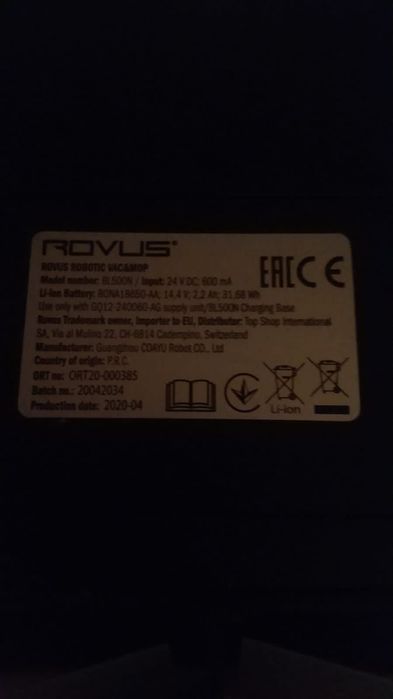 ROVUS®
ROVUS ROBOTIC VAC&MOP
Model number: BL500N / Input: 24 V DC; 600 mA
Li-Ion Battery: BONA18650-AA; 14,4 V; 2,2 Ah; 31,68 Wh
Use only with GQ12-240060-AG supply unit/BL500N Charging Base
Rovus Trademark owner, Importer to EU, Distributor: Top Shop International
SA, Via al Mulino 22, CH-6814 Cadempino, Switzerland
Manufacturer: Guangzhou COAYU Robot CO., Ltd
Country of origin: P.R.C.
ORT no: ORT20-000385
Batch no.: 20042034
Production date: 2020-04
EAC CE
Li-Ion